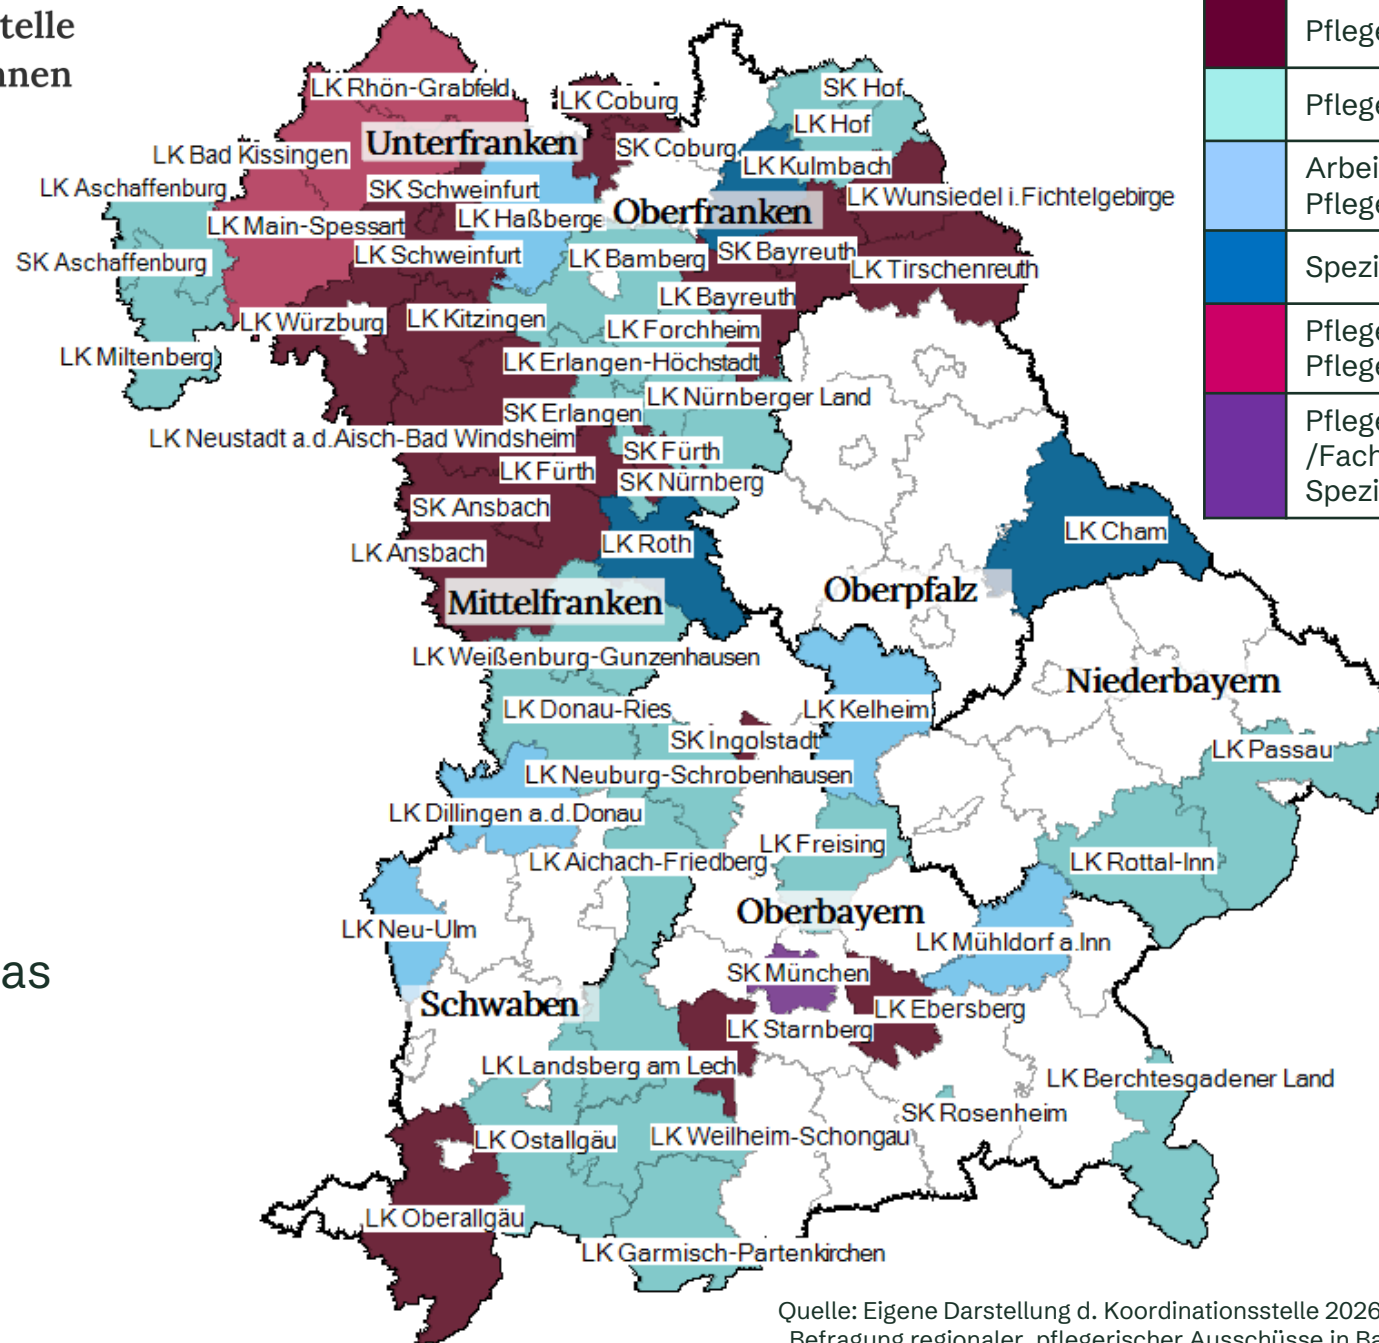 telle
nnen
Pflege
Pflege
Arbei
Pflege
Spezi
Pflege
Pflege
Pflege
/Fach
Spezi
LK Rhön-Grabfeld
LK Coburg
SK Hof
LK Hof
Unterfranken
SK Coburg
LK Bad Kissingen
LK Kulmbach
LK Aschaffenburg
SK Schweinfurt
LK Wunsiedel i.Fichtelgebirge
LK Main-Spessart
LK Haßberge
Oberfranken
LK Schweinfurt
SK Bayreuth
SK Aschaffenburg
LK Bamberg
LK Tirschenreuth
LK Bayreuth
LK Würzburg
LK Kitzingen
LK Forchheim
LK Miltenberg
LK Erlangen-Höchstadt
LK Nürnberger Land
SK Erlangen
LK Neustadt a.d.Aisch-Bad Windsheim
SK Fürth
LK Fürth
SK Nürnberg
SK Ansbach
LK Cham
LK Ansbach
LK Roth
Oberpfalz
Mittelfranken
LK Weißenburg-Gunzenhausen
Niederbayern
LK Donau-Ries
LK Kelheim
SK Ingolstadt
LK Passau
LK Neuburg-Schrobenhausen
LK Dillingen a.d.Donau
LK Freising
LK Aichach-Friedberg
LK Rottal-Inn
Oberbayern
LK Neu-Ulm
LK Mühldorf a.Inn
as
SK München
Schwaben
LK Ebersberg
LK Starnberg
LK Landsberg am Lech
LK Berchtesgadener Land
SK Rosenheim
LK Ostallgäu
LK Weilheim-Schongau
LK Oberallgäu
LK Garmisch-Partenkirchen
Quelle: Eigene Darstellung d. Koordinationsstelle 2026
Befragung regionaler, pflegerischer Ausschüsse in Ba